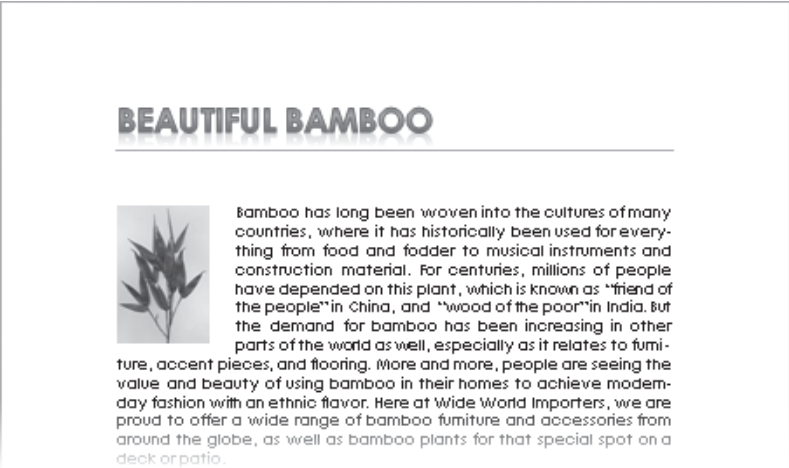 BEAUTIFUL BAMBOO
Bamboo has long been woven into the cultures of many
countries, where it has historically been used for every-
thing from food and fodder to musical instruments and
construction material. For centuries, millions of people
have depended on this plant, which is known as “friend of
the people” in China, and “wood of the poor” in India. But
the demand for bamboo has been increasing in other
parts of the world as well, especially as it relates to furni-
ture, accent pieces, and flooring. More and more, people are seeing the
value and beauty of using bamboo in their homes to achieve modern-
day fashion with an ethnic flavor. Here at Wide World Importers, we are
proud to offer a wide range of bamboo furniture and accessories from
around the globe, as well as bamboo plants for that special spot on a
deck or patio.